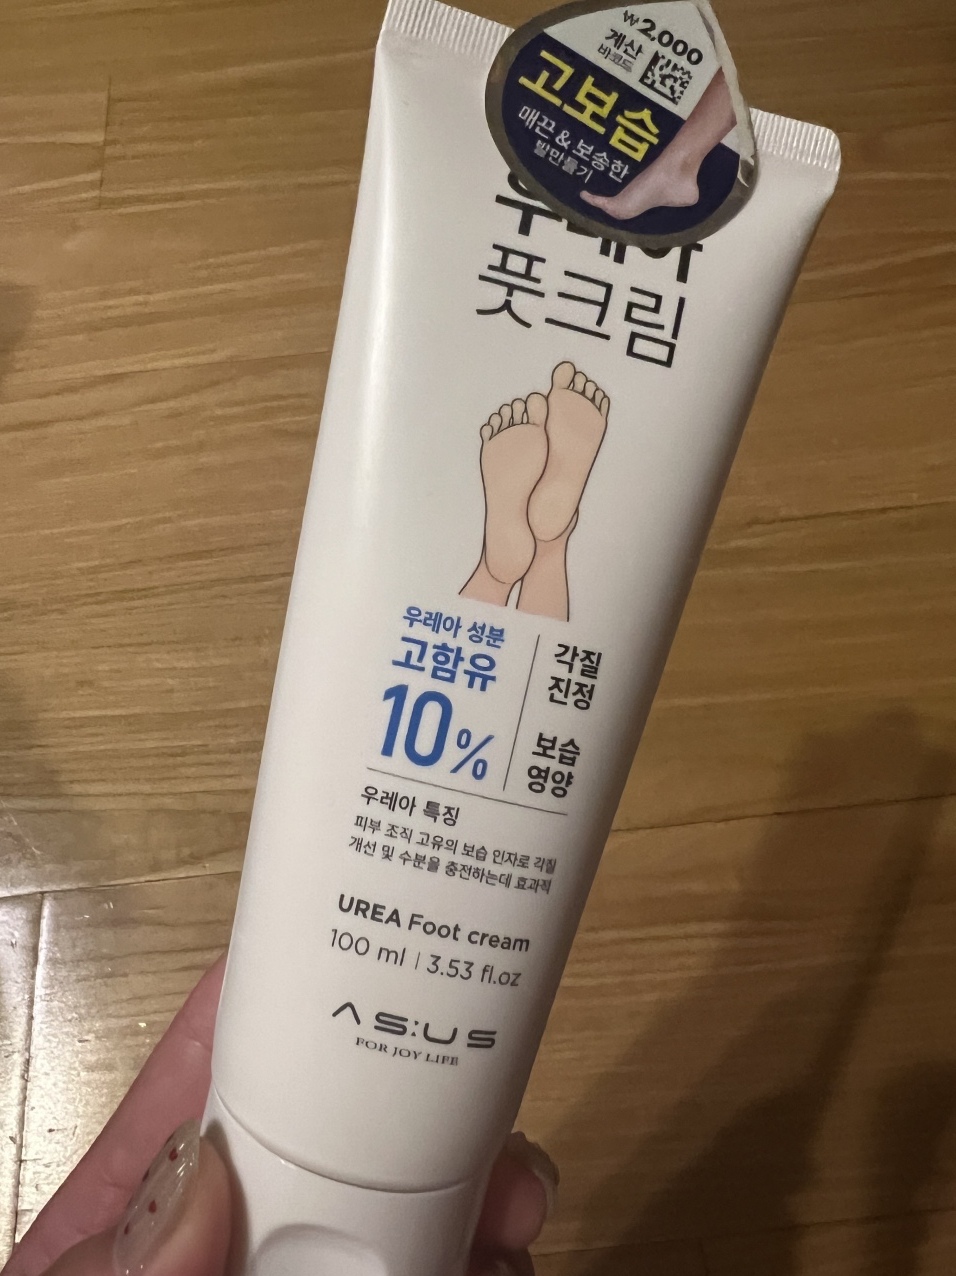 ₩2,000
계산
바코드
고보습
매끈 & 보송한
발만들기
우레아
풋크림
우레아 성분
고함유
10%
각질
진정
보습
영양
우레아 특징
피부 조직 고유의 보습 인자로 각질
개선 및 수분을 충전하는데 효과적
UREA Foot cream
100 ml | 3.53 fl.oz
AS:US
FOR JOY LIFE